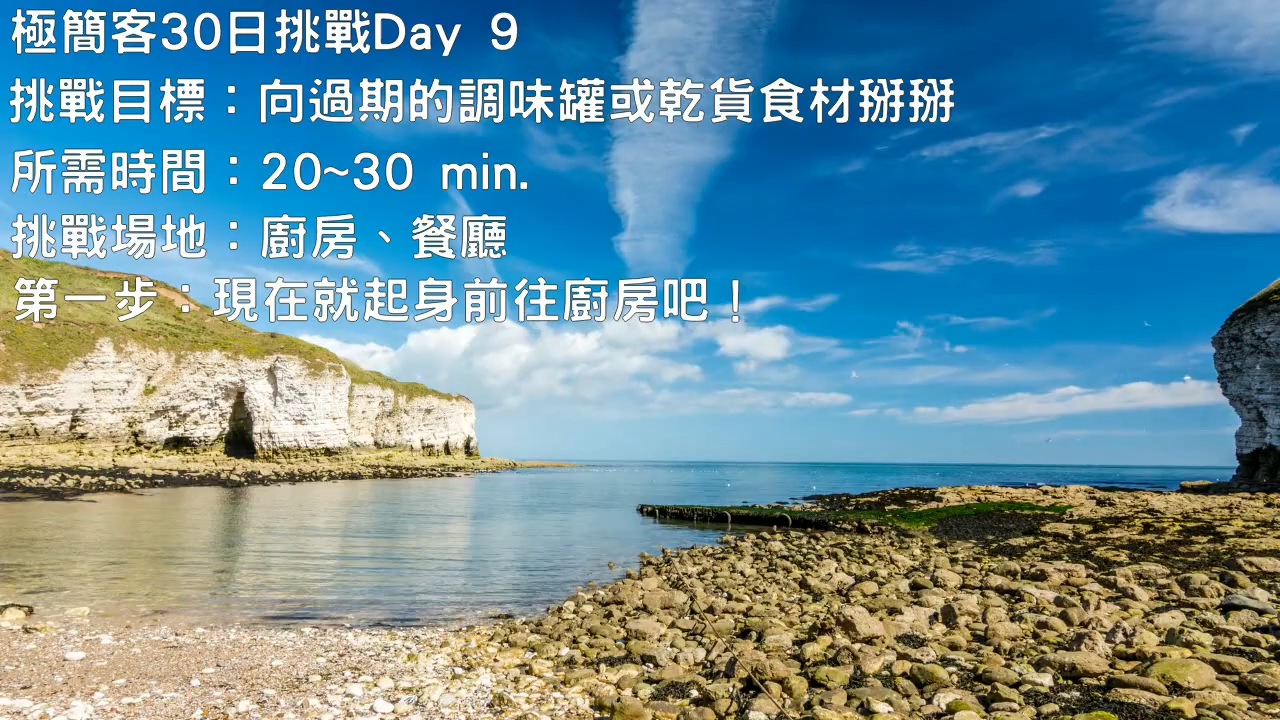 極簡客30日挑戰Day 9
挑戰目標：向過期的調味罐或乾貨食材掰掰
所需時間：20~30 min.
挑戰場地：廚房、餐廳
第一步：現在就起身前往廚房吧！